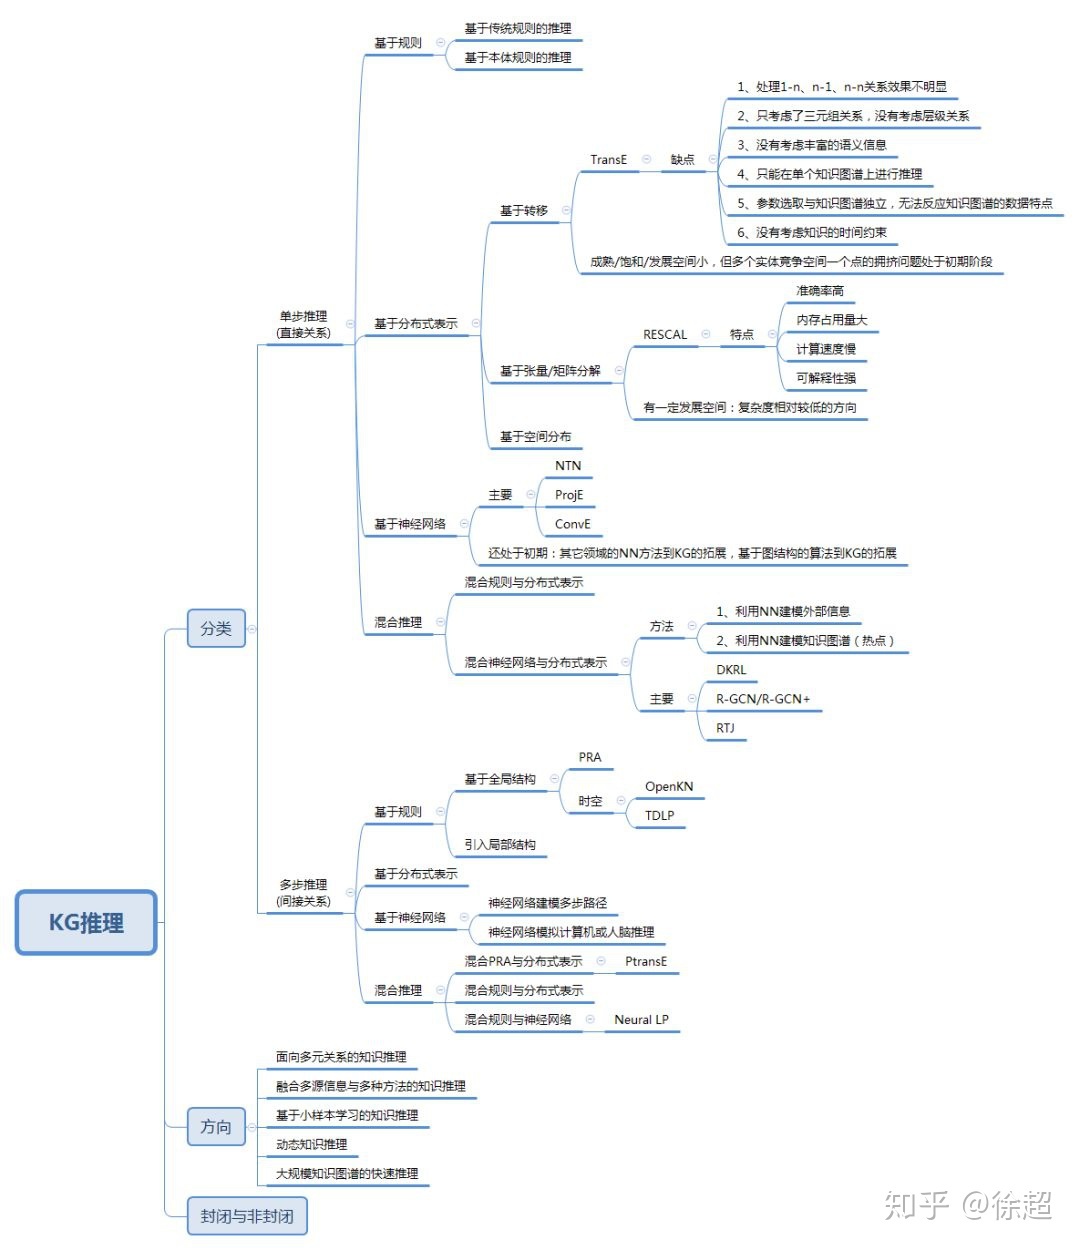 基于规则
基于传统规则的推理
基于本体规则的推理
1、处理1-n、n-1、n-n关系效果不明显
2、只考虑了三元组关系，没有考虑层级关系
3、没有考虑丰富的语义信息
TransE
缺点
4、只能在单个知识图谱上进行推理
5、参数选取与知识图谱独立，无法反应知识图谱的数据特点
6、没有考虑知识的时间约束
基于转移
成熟/饱和/发展空间小，但多个实体竟争空间一个点的拥挤问题处于初期阶段
单步推理
(直接关系)
基于分布式表示
准确率高
内存占用量大
RESCAL
特点
计算速度慢
可解释性强
基于张量/矩阵分解
有一定发展空间：复杂度相对较低的方向
基于空间分布
NTN
主要
ProjE
ConvE
基于神经网络
还处于初期：其它领域的NN方法到KG的拓展，基于图结构的算法到KG的拓展
混合规则与分布式表示
混合推理
方法
1、利用NN建模外部信息
2、利用NN建模知识图谱（热点）
混合神经网络与分布式表示
DKRL
主要
R-GCN/R-GCN+
RTJ
分类
PRA
基于全局结构
时空
OpenKN
TDLP
基于规则
引入局部结构
多步推理
(间接关系)
基于分布式表示
基于神经网络
神经网络建模多步路径
神经网络模拟计算机或人脑推理
混合PRA与分布式表示
PtransE
混合推理
混合规则与分布式表示
混合规则与神经网络
Neural LP
KG推理
面向多元关系的知识推理
融合多源信息与多种方法的知识推理
方向
基于小样本学习的知识推理
动态知识推理
大规模知识图谱的快速推理
封闭与非封闭
知乎 @徐超